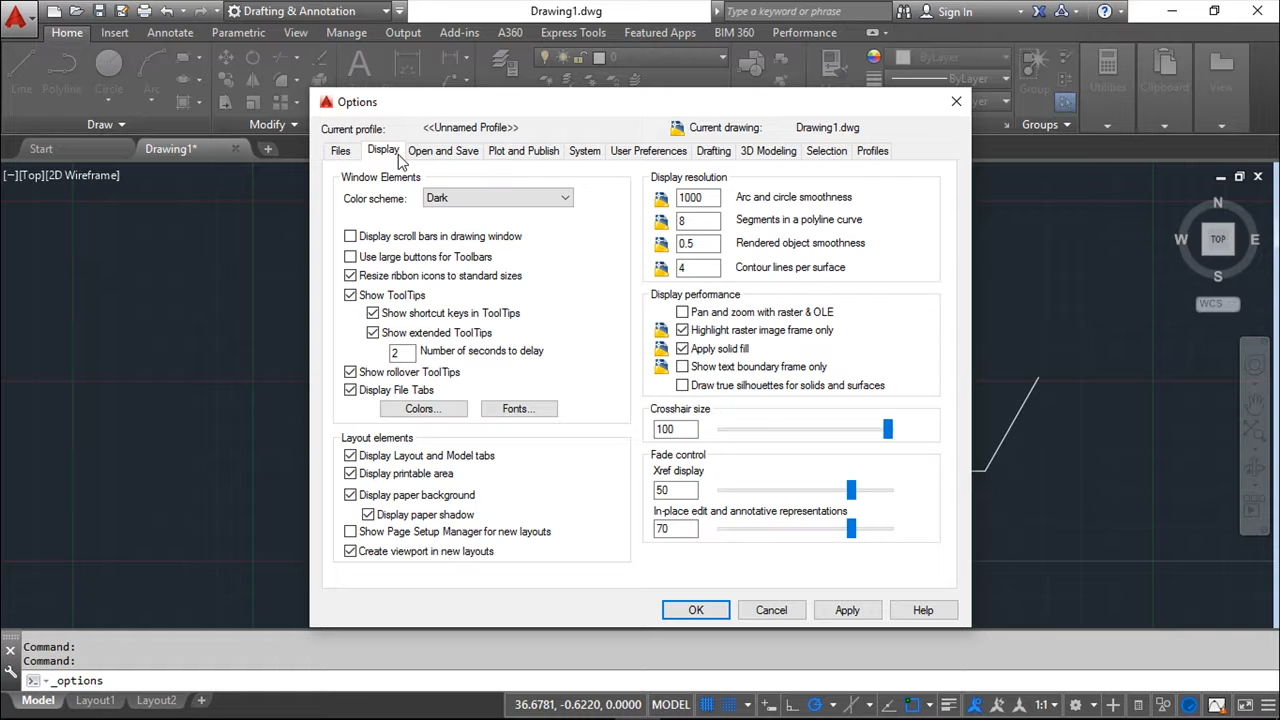 Drafting & Annotation
Drawing1.dwg
Type a keyword or phrase
Sign In
Home
Insert
Annotate
Parametric
View
Manage
Output
Add-ins
A360
Express Tools
Featured Apps
BIM 360
Performance
Line
Polyline
Circle
Arc
0
ByLayer
ByLayer
Group
Utilities
Clipboard
View
Draw
Modify
Groups
Start
Drawing1*
[–][Top][2D Wireframe]
Options
Current profile:
<<Unnamed Profile>>
Current drawing:
Drawing1.dwg
Files
Display
Open and Save
Plot and Publish
System
User Preferences
Drafting
3D Modeling
Selection
Profiles
Window Elements
Color scheme:
Dark
Display scroll bars in drawing window
Use large buttons for Toolbars
Resize ribbon icons to standard sizes
Show ToolTips
Show shortcut keys in ToolTips
Show extended ToolTips
2
Number of seconds to delay
Show rollover ToolTips
Display File Tabs
Colors...
Fonts...
Layout elements
Display Layout and Model tabs
Display printable area
Display paper background
Display paper shadow
Show Page Setup Manager for new layouts
Create viewport in new layouts
Display resolution
1000
Arc and circle smoothness
8
Segments in a polyline curve
0.5
Rendered object smoothness
4
Contour lines per surface
Display performance
Pan and zoom with raster & OLE
Highlight raster image frame only
Apply solid fill
Show text boundary frame only
Draw true silhouettes for solids and surfaces
Crosshair size
100
Fade control
Xref display
50
In-place edit and annotative representations
70
OK
Cancel
Apply
Help
N
W
TOP
E
S
WCS
Command:
Command:
_options
Model
Layout1
Layout2
36.6781, -0.6220, 0.0000
MODEL
1:1